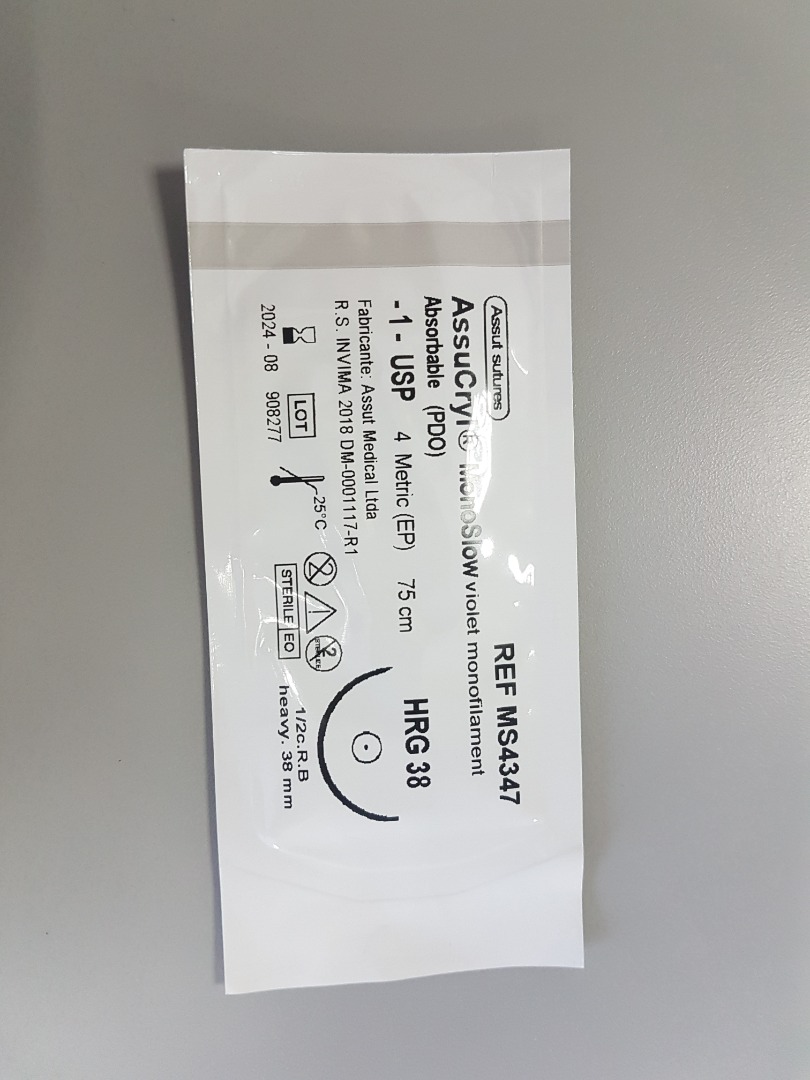 Assut sutures
REF MS4347
AssuCryl® MonoSlow violet monofilament
Absorbable (PDO)
-1- USP 4 Metric (EP) 75 cm HRG 38
Fabricante: Assut Medical Ltda
R.S. INVIMA 2018 DM-0001117-R1
LOT
25°C
2
2
2024-08 908277
STERILE EO
1/2c.R.B
heavy. 38 mm